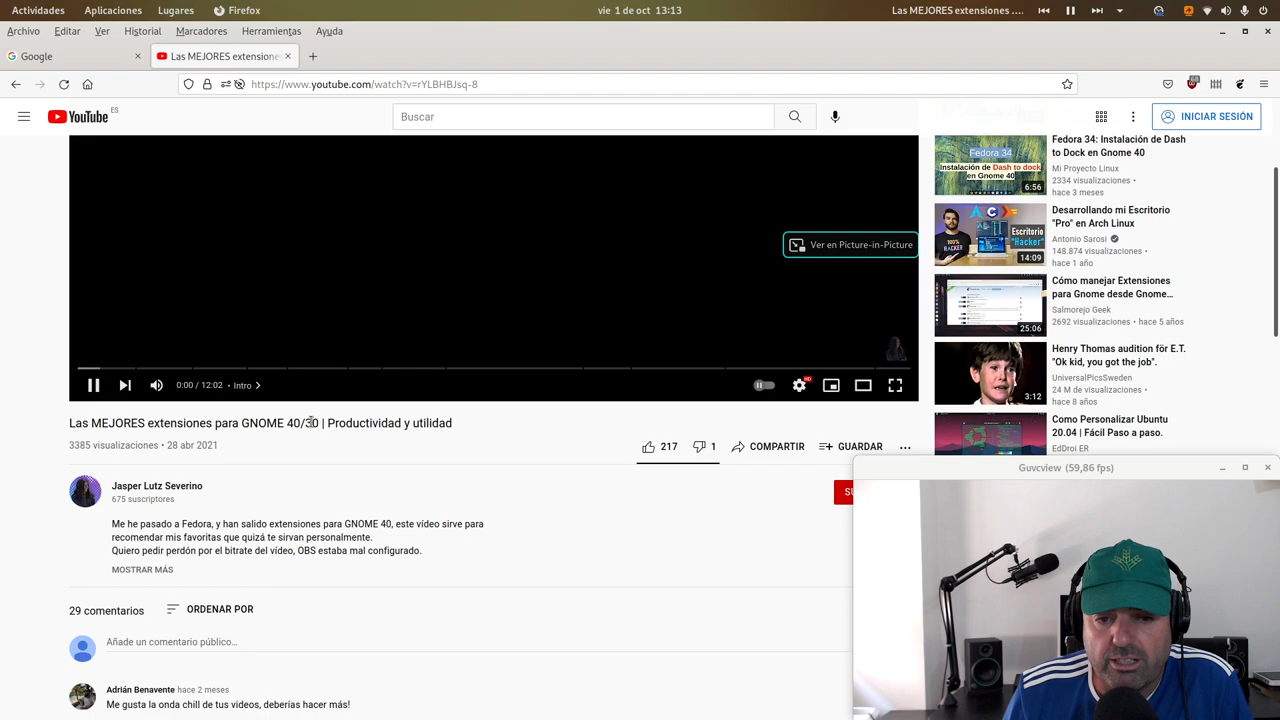 Actividades Aplicaciones Lugares Firefox vie 1 de oct 13:13 Las MEJORES extensiones ....
Archivo Editar Ver Historial Marcadores Herramientas Ayuda
Google Las MEJORES extensione
https://www.youtube.com/watch?v=rYLBHBJsq-8
YouTube ES Buscar INICIAR SESIÓN
Ver en Picture-in-Picture
0:00 / 12:02 • Intro
HD
Las MEJORES extensiones para GNOME 40/30 | Productividad y utilidad
3385 visualizaciones • 28 abr 2021
217 1 COMPARTIR GUARDAR
Jasper Lutz Severino
675 suscriptores
SU
Me he pasado a Fedora, y han salido extensiones para GNOME 40, este vídeo sirve para
recomendar mis favoritas que quizá te sirvan personalmente.
Quiero pedir perdón por el bitrate del vídeo, OBS estaba mal configurado.
MOSTRAR MÁS
29 comentarios ORDENAR POR
Añade un comentario público...
Adrián Benavente hace 2 meses
Me gusta la onda chill de tus videos, deberías hacer más!
Fedora 34
Instalación de Dash to dock
en Gnome 40
6:56
Fedora 34: Instalación de Dash
to Dock en Gnome 40
Mi Proyecto Linux
2334 visualizaciones •
hace 3 meses
100%
HACKER
Escritorio
"Hacker"
14:09
Desarrollando mi Escritorio
"Pro" en Arch Linux
Antonio Sarosi
148.874 visualizaciones •
hace 1 año
25:06
Cómo manejar Extensiones
para Gnome desde Gnome...
Salmorejo Geek
2692 visualizaciones • hace 5 años
3:12
Henry Thomas audition för E.T.
"Ok kid, you got the job".
UniversalPicsSweden
24 M de visualizaciones •
hace 8 años
Como Personalizar Ubuntu
20.04 | Fácil Paso a paso.
EdDroi ER
Guvcview (59,86 fps)